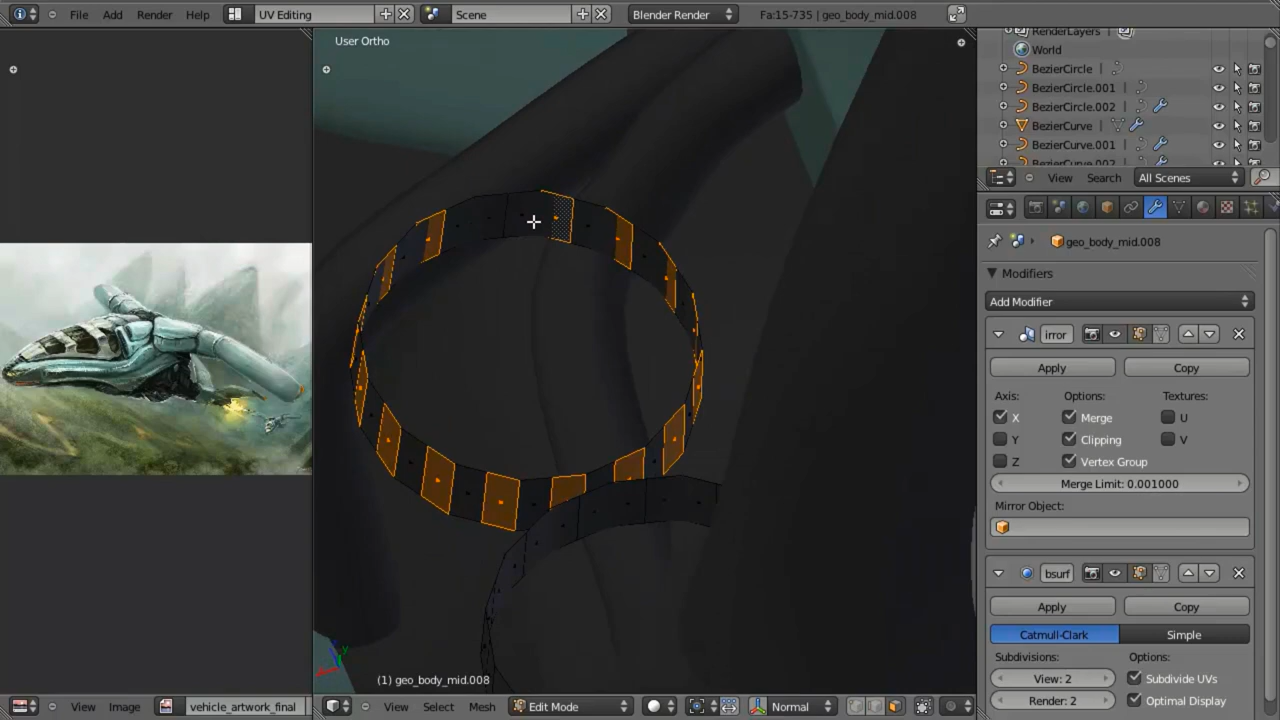 File Add Render Help UV Editing Scene Blender Render Fa:15-735 | geo_body_mid.008
User Ortho
RenderLayers
World
BezierCircle
BezierCircle.001
BezierCircle.002
BezierCurve
BezierCurve.001
View Search All Scenes
geo_body_mid.008
Modifiers
Add Modifier
irror
Apply Copy
Axis: Options: Textures:
X Merge U
Y Clipping V
Z Vertex Group
Merge Limit: 0.001000
Mirror Object:
bsurf
Apply Copy
Catmull-Clark Simple
Subdivisions: Options:
View: 2 Subdivide UVs
Render: 2 Optimal Display
(1) geo_body_mid.008
View Image vehicle_artwork_final View Select Mesh Edit Mode Normal